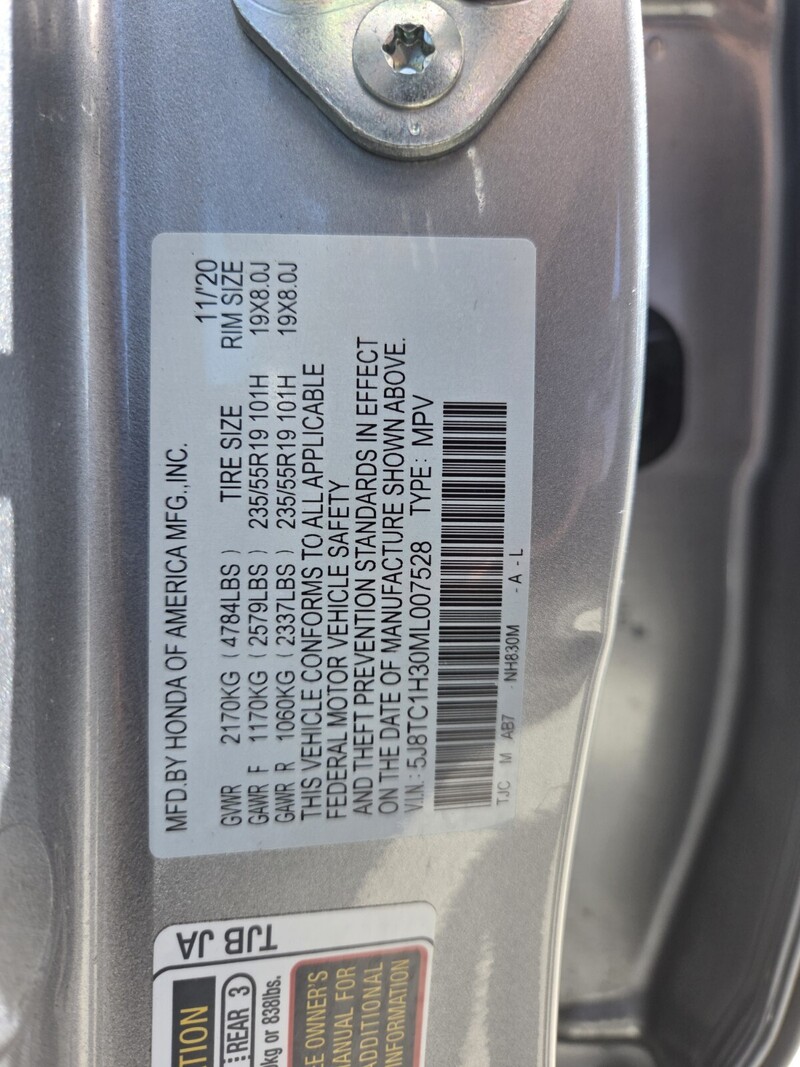 MFD.BY HONDA OF AMERICA MFG.,INC.
11/'20
GVWR 2170KG ( 4784LBS ) TIRE SIZE RIM SIZE
GAWR F 1170KG ( 2579LBS ) 235/55R19 101H 19X8.0J
GAWR R 1060KG ( 2337LBS ) 235/55R19 101H 19X8.0J
THIS VEHICLE CONFORMS TO ALL APPLICABLE
FEDERAL MOTOR VEHICLE SAFETY
AND THEFT PREVENTION STANDARDS IN EFFECT
ON THE DATE OF MANUFACTURE SHOWN ABOVE.
V.I.N.: 5J8TC1H30ML007528 TYPE: MPV
TJC M AB7 NH830M - A - L
TJB JA
TION
REAR 3
kg or 838lbs.
EE OWNER'S
MANUAL FOR
ADDITIONAL
INFORMATION